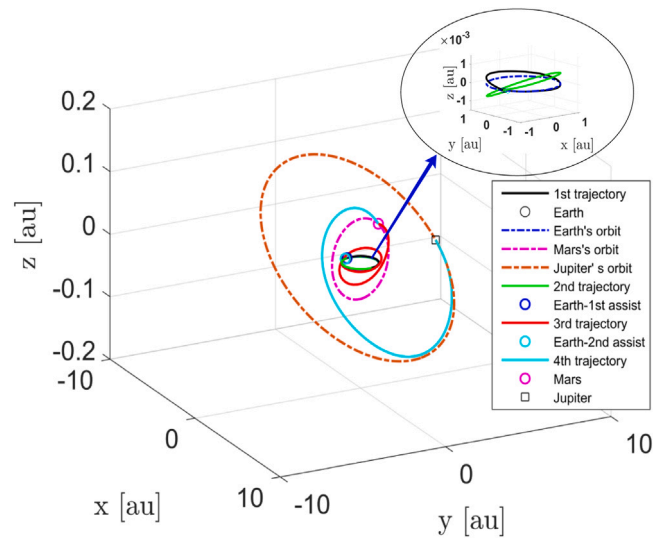 ×10⁻³
1
0
-1
z [au]
1
0
-1
-1
0
1
y [au]
x [au]
0.2
0.1
0
-0.1
-0.2
z [au]
-10
0
10
x [au]
-10
0
10
y [au]
1st trajectory
Earth
Earth's orbit
Mars's orbit
Jupiter' s orbit
2nd trajectory
Earth-1st assist
3rd trajectory
Earth-2nd assist
4th trajectory
Mars
Jupiter